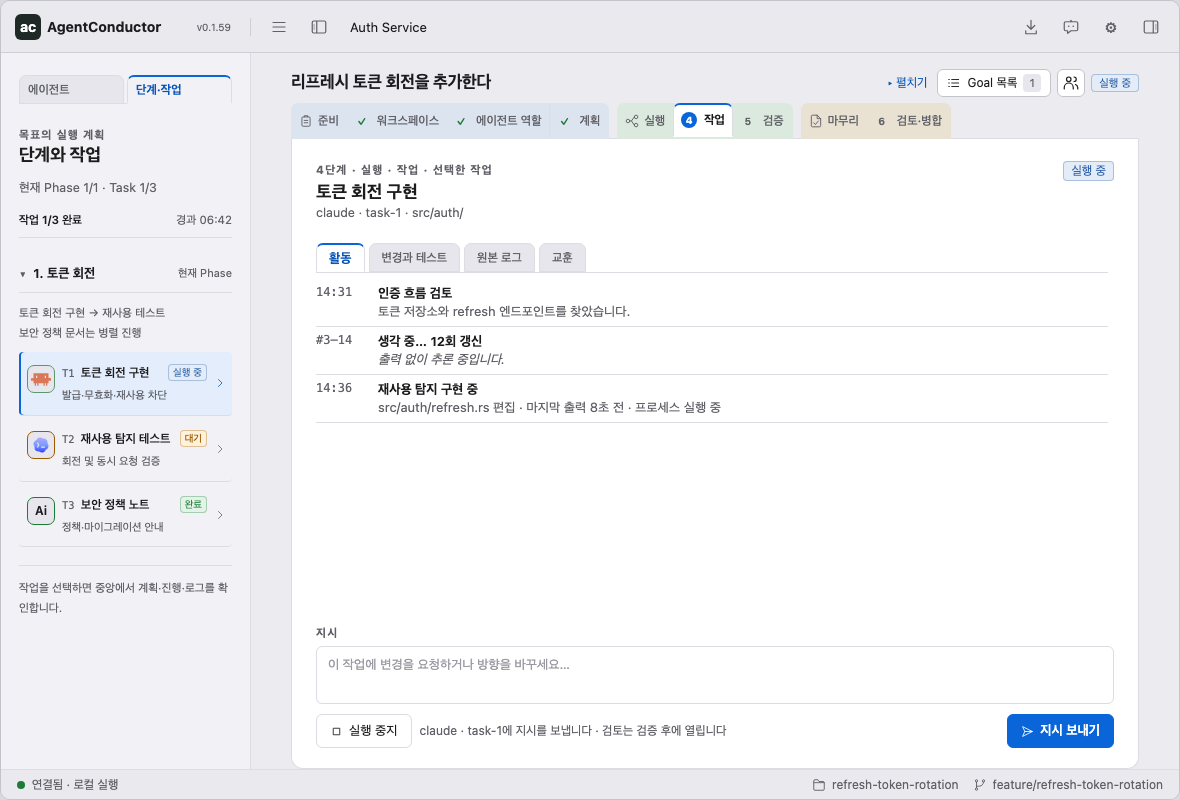 ac AgentConductor v0.1.59 Auth Service
에이전트 단계·작업
목표의 실행 계획
단계와 작업
현재 Phase 1/1 · Task 1/3
작업 1/3 완료 경과 06:42
▾ 1. 토큰 회전 현재 Phase
토큰 회전 구현 → 재사용 테스트
보안 정책 문서는 병렬 진행
T1 토큰 회전 구현 실행 중
발급·무효화·재사용 차단
T2 재사용 탐지 테스트 대기
회전 및 동시 요청 검증
Ai T3 보안 정책 노트 완료
정책·마이그레이션 안내
작업을 선택하면 중앙에서 계획·진행·로그를 확
인합니다.
리프레시 토큰 회전을 추가한다 ▸ 펼치기 Goal 목록 1 실행 중
준비 ✓ 워크스페이스 ✓ 에이전트 역할 ✓ 계획 실행 4 작업 5 검증 마무리 6 검토·병합
4단계 · 실행 · 작업 · 선택한 작업 실행 중
토큰 회전 구현
claude · task-1 · src/auth/
활동 변경과 테스트 원본 로그 교훈
14:31 인증 흐름 검토
토큰 저장소와 refresh 엔드포인트를 찾았습니다.
#3–14 생각 중… 12회 갱신
출력 없이 추론 중입니다.
14:36 재사용 탐지 구현 중
src/auth/refresh.rs 편집 · 마지막 출력 8초 전 · 프로세스 실행 중
지시
이 작업에 변경을 요청하거나 방향을 바꾸세요…
실행 중지 claude · task-1에 지시를 보냅니다 · 검토는 검증 후에 열립니다 지시 보내기
연결됨 · 로컬 실행 refresh-token-rotation feature/refresh-token-rotation